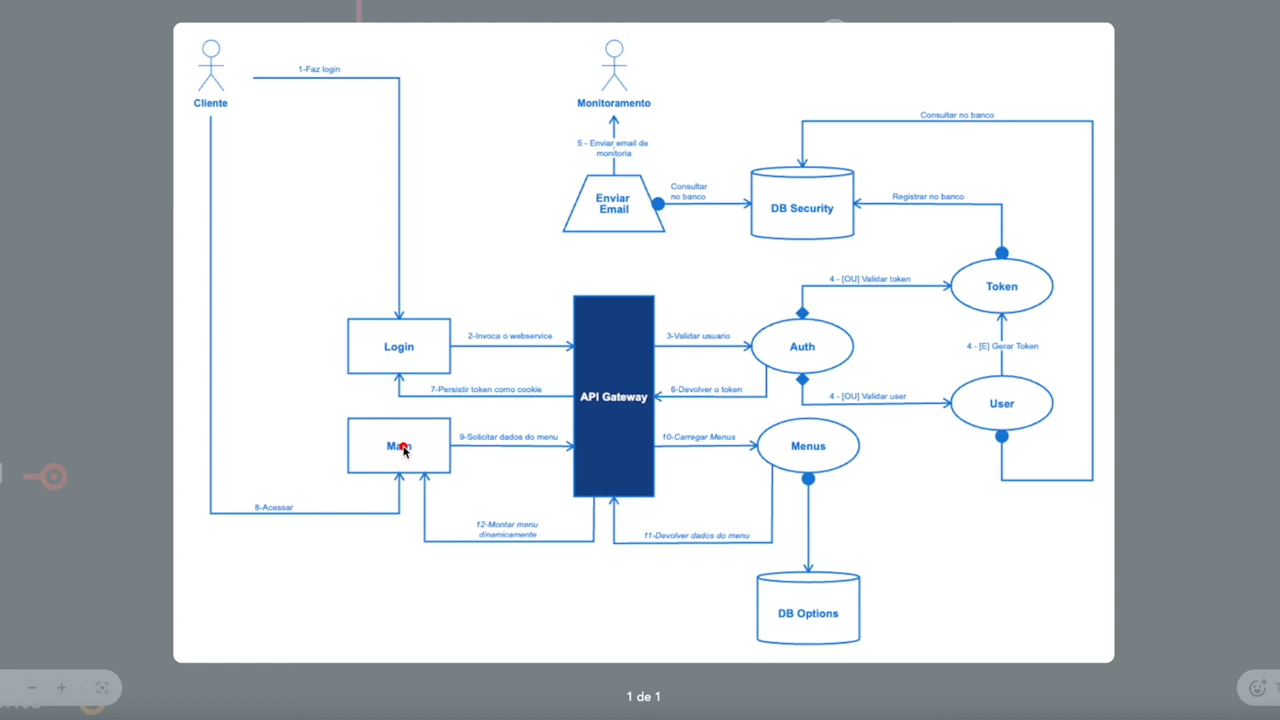 1-Faz login
Cliente
Monitoramento
Consultar no banco
5 - Enviar email de
monitoria
Consultar
no banco
Enviar
Email
DB Security
Registrar no banco
4 - [OU] Validar token
Token
2-Invoca o webservice
3-Validar usuario
Login
Auth
4 - [E] Gerar Token
7-Persistir token como cookie
6-Devolver o token
API Gateway
4 - [OU] Validar user
User
9-Solicitar dados do menu
10-Carregar Menus
Main
Menus
8-Acessar
12-Montar menu
dinamicamente
11-Devolver dados do menu
DB Options
1 de 1